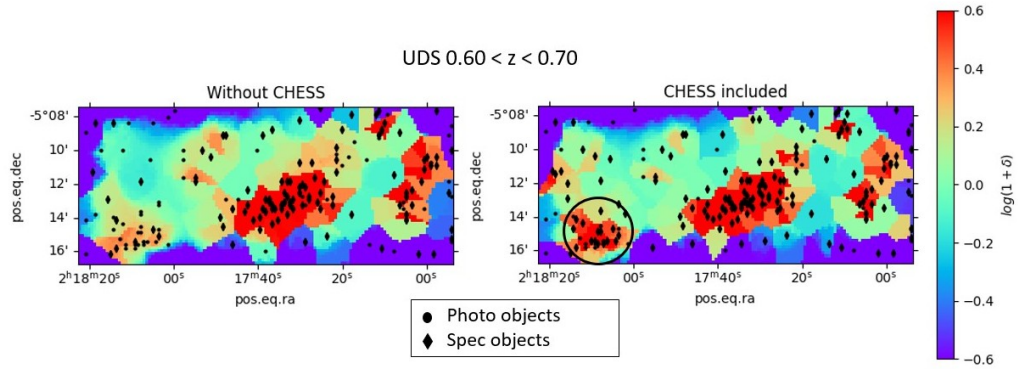 UDS 0.60 < z < 0.70
Without CHESS
-5°08'
10'
12'
14'
16'
pos.eq.dec
2ʰ18ᵐ20ˢ 00ˢ 17ᵐ40ˢ 20ˢ 00ˢ
pos.eq.ra
CHESS included
-5°08'
10'
12'
14'
16'
pos.eq.dec
2ʰ18ᵐ20ˢ 00ˢ 17ᵐ40ˢ 20ˢ 00ˢ
pos.eq.ra
0.6
0.4
0.2
0.0
−0.2
−0.4
−0.6
log(1 + δ)
Photo objects
Spec objects